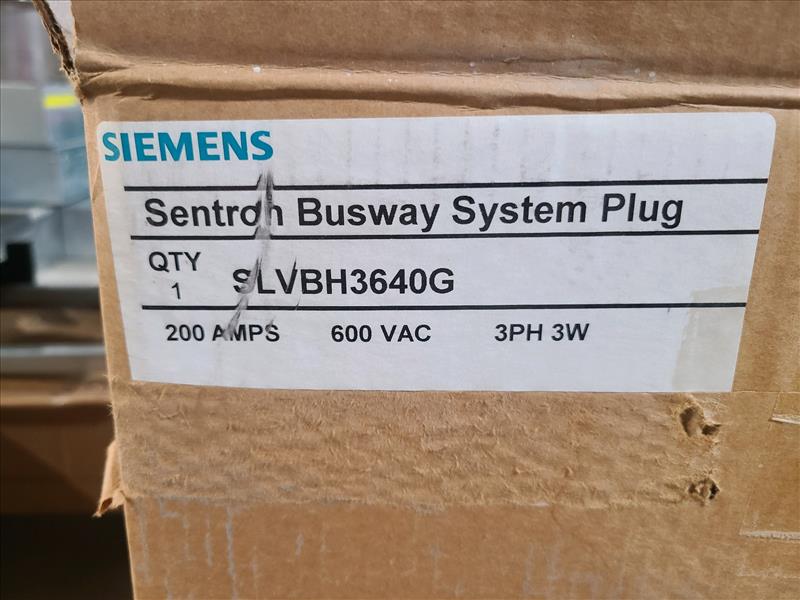 SIEMENS
Sentron Busway System Plug
QTY
1
SLVBH3640G
200 AMPS 600 VAC 3PH 3W